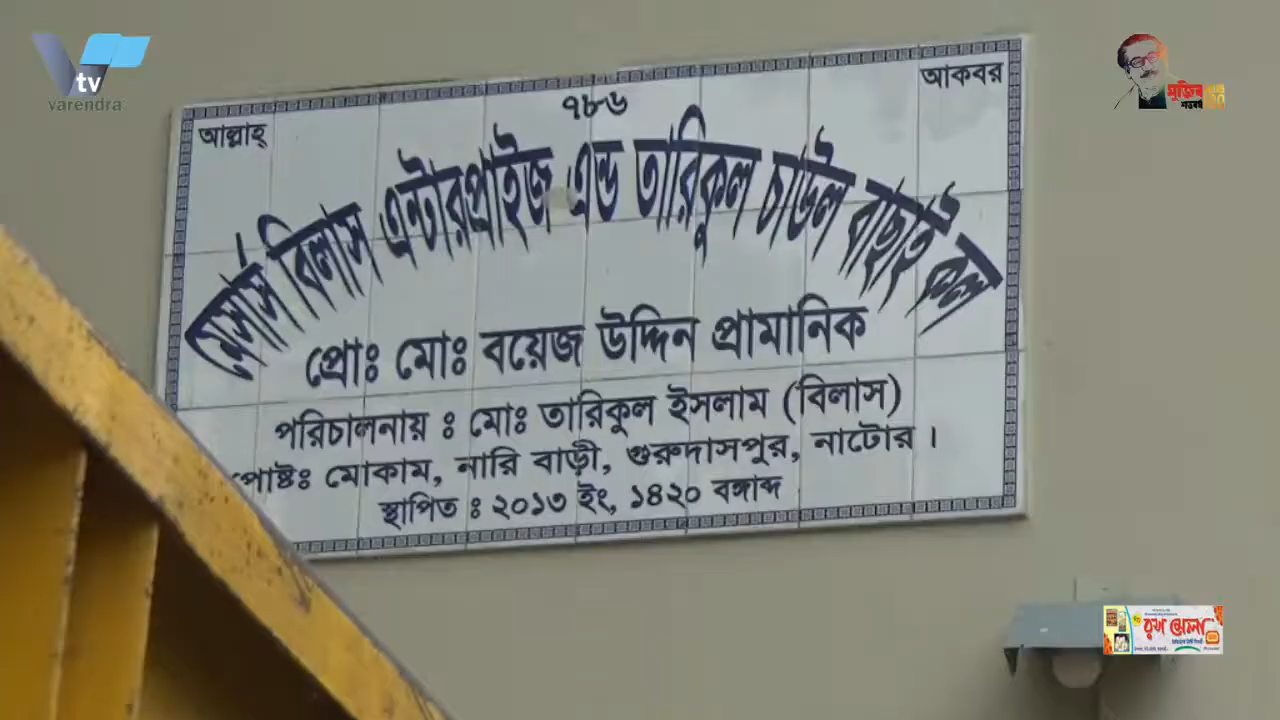 tv
varendra
৭৮৬
আল্লাহ্
আকবর
মেসার্স বিলাস এন্টারপ্রাইজ এন্ড তারিকুল চাউল বাছাই কল
প্রোঃ মোঃ বয়েজ উদ্দিন প্রামানিক
পরিচালনায় ঃ মোঃ তারিকুল ইসলাম (বিলাস)
পোষ্টঃ মোকাম, নারি বাড়ী, গুরুদাসপুর, নাটোর।
স্থাপিত ঃ ২০১৩ ইং, ১৪২০ বঙ্গাব্দ
মুজিব